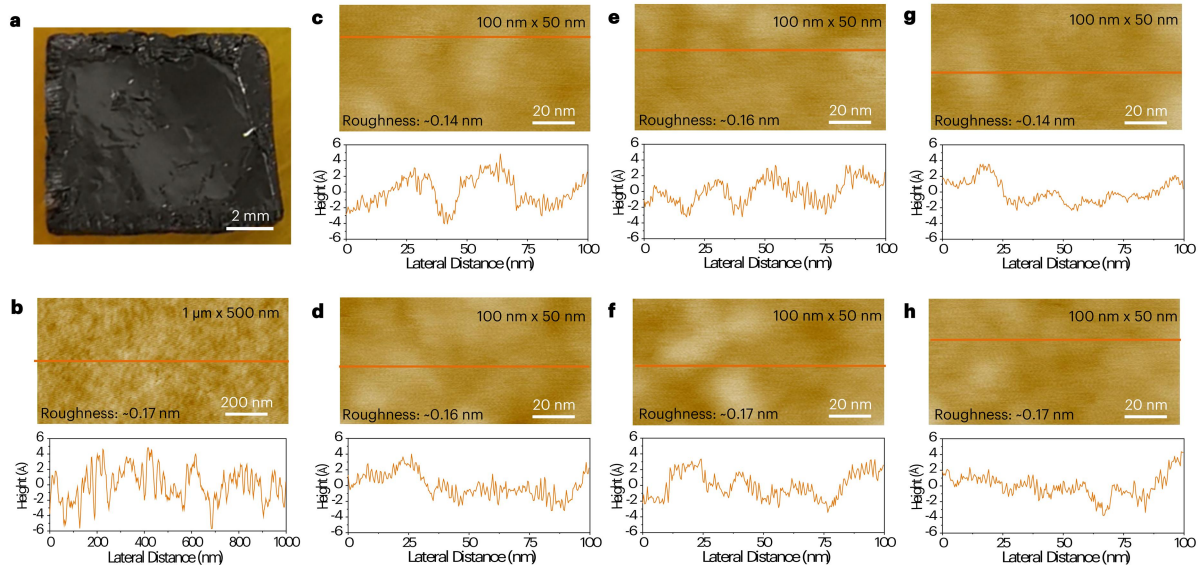 a
2 mm
b
1 µm x 500 nm
Roughness: ~0.17 nm
200 nm
Height (Å)
6
4
2
0
-2
-4
-6
0
200
400
600
800
1000
Lateral Distance (nm)
c
100 nm x 50 nm
Roughness: ~0.14 nm
20 nm
Height (Å)
6
4
2
0
-2
-4
-6
0
25
50
75
100
Lateral Distance (nm)
d
100 nm x 50 nm
Roughness: ~0.16 nm
20 nm
Height (Å)
6
4
2
0
-2
-4
-6
0
25
50
75
100
Lateral Distance (nm)
e
100 nm x 50 nm
Roughness: ~0.16 nm
20 nm
Height (Å)
6
4
2
0
-2
-4
-6
0
25
50
75
100
Lateral Distance (nm)
f
100 nm x 50 nm
Roughness: ~0.17 nm
20 nm
Height (Å)
6
4
2
0
-2
-4
-6
0
25
50
75
100
Lateral Distance (nm)
g
100 nm x 50 nm
Roughness: ~0.14 nm
20 nm
Height (Å)
6
4
2
0
-2
-4
-6
0
25
50
75
100
Lateral Distance (nm)
h
100 nm x 50 nm
Roughness: ~0.17 nm
20 nm
Height (Å)
6
4
2
0
-2
-4
-6
0
25
50
75
100
Lateral Distance (nm)